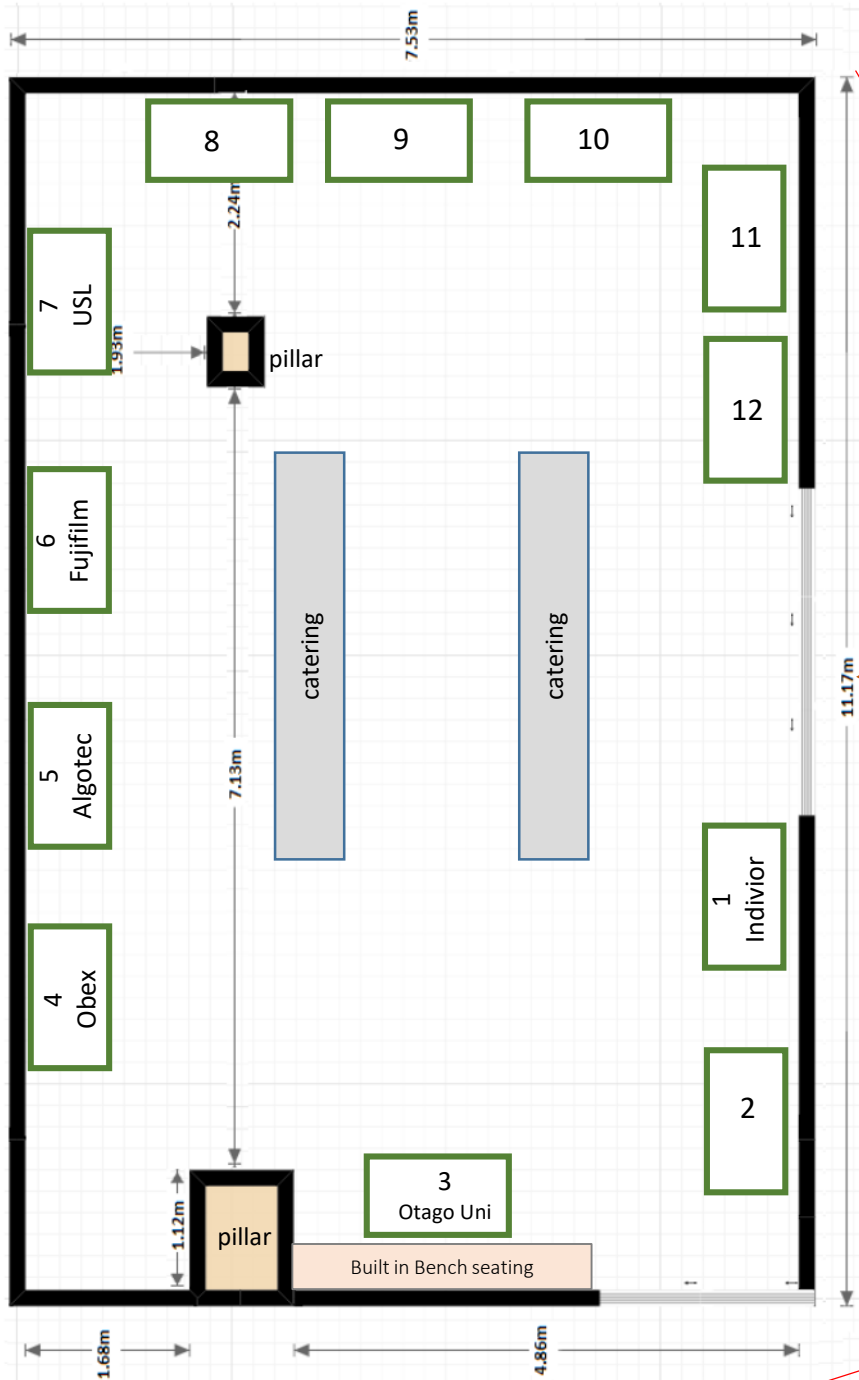 7.53m
8
9
10
2.24m
11
7
USL
1.93m
pillar
12
6
Fujifilm
catering
catering
11.17m
5
Algotec
7.13m
1
Indivior
4
Obex
2
3
Otago Uni
1.12m
pillar
Built in Bench seating
1.68m
4.86m